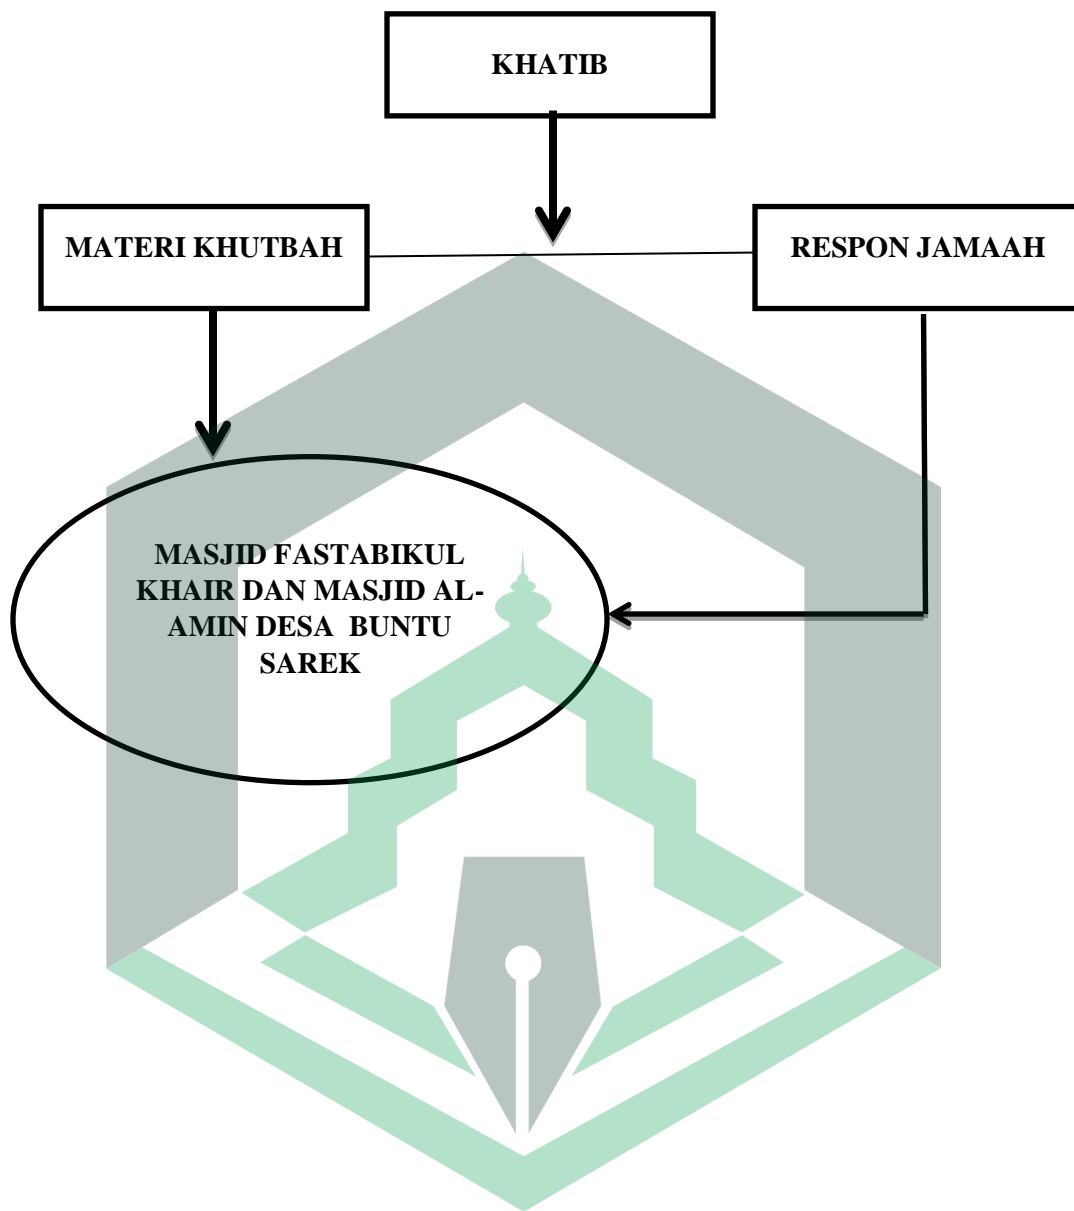 KHATIB
MATERI KHUTBAH
RESPON JAMAAH
MASJID FASTABIKUL
KHAIR DAN MASJID AL-
AMIN DESA BUNTU
SAREK